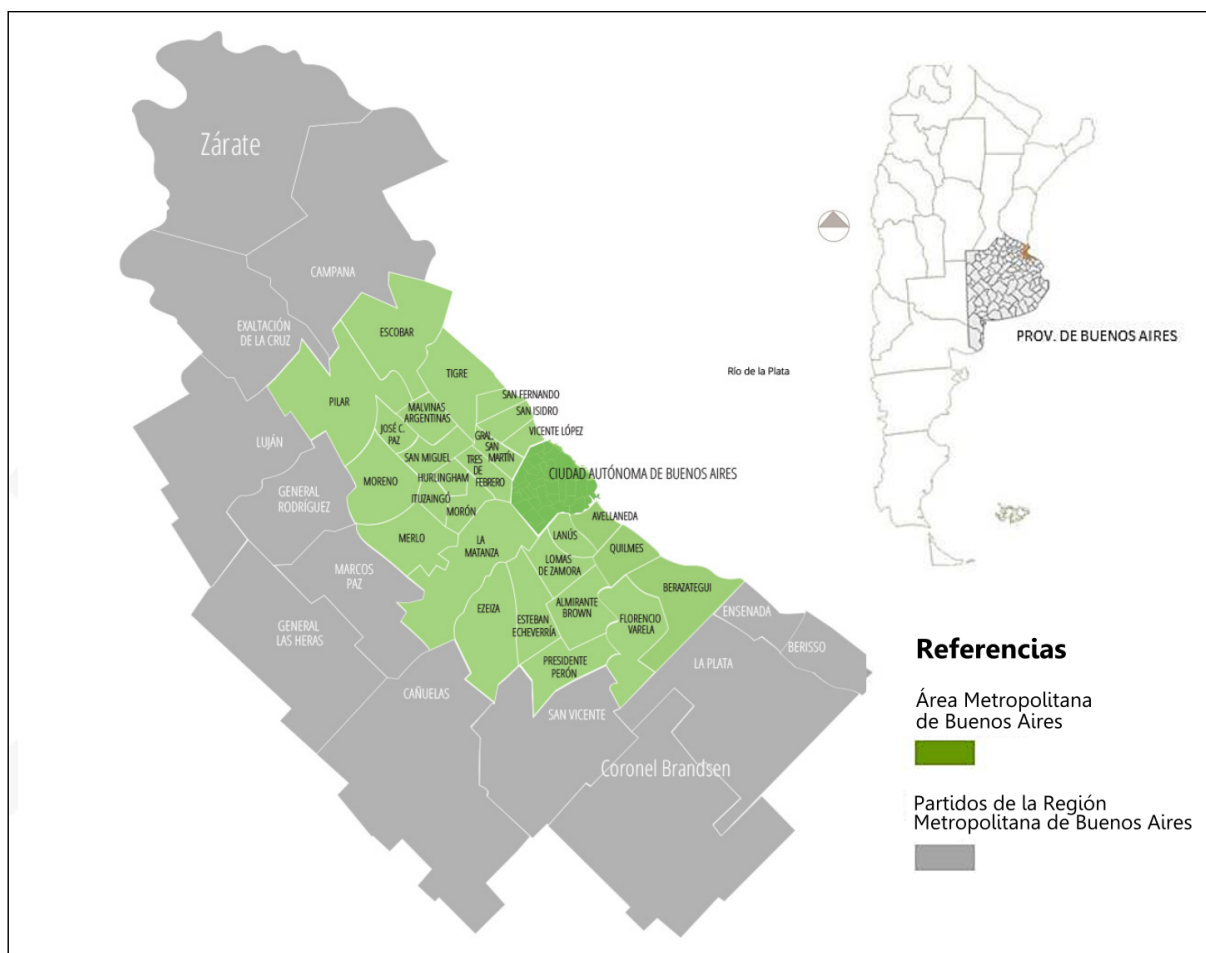 Zárate
CAMPANA
EXALTACIÓN
DE LA CRUZ
ESCOBAR
PROV. DE BUENOS AIRES
TIGRE
Río de la Plata
PILAR
SAN FERNANDO
MALVINAS
ARGENTINAS
SAN ISIDRO
JOSÉ C.
PAZ
VICENTE LÓPEZ
LUJÁN
GRAL.
SAN
MARTÍN
SAN MIGUEL
TRES
DE
FEBRERO
CIUDAD AUTÓNOMA DE BUENOS AIRES
MORENO
HURLINGHAM
GENERAL
RODRÍGUEZ
ITUZAINGÓ
MORÓN
AVELLANEDA
MERLO
LA
MATANZA
LANÚS
QUILMES
LOMAS
DE ZAMORA
MARCOS
PAZ
BERAZATEGUI
EZEIZA
ALMIRANTE
BROWN
ENSENADA
ESTEBAN
ECHEVERRÍA
FLORENCIO
VARELA
GENERAL
LAS HERAS
BERISSO
PRESIDENTE
PERÓN
LA PLATA
CAÑUELAS
SAN VICENTE
Coronel Brandsen
Referencias
Área Metropolitana
de Buenos Aires
Partidos de la Región
Metropolitana de Buenos Aires